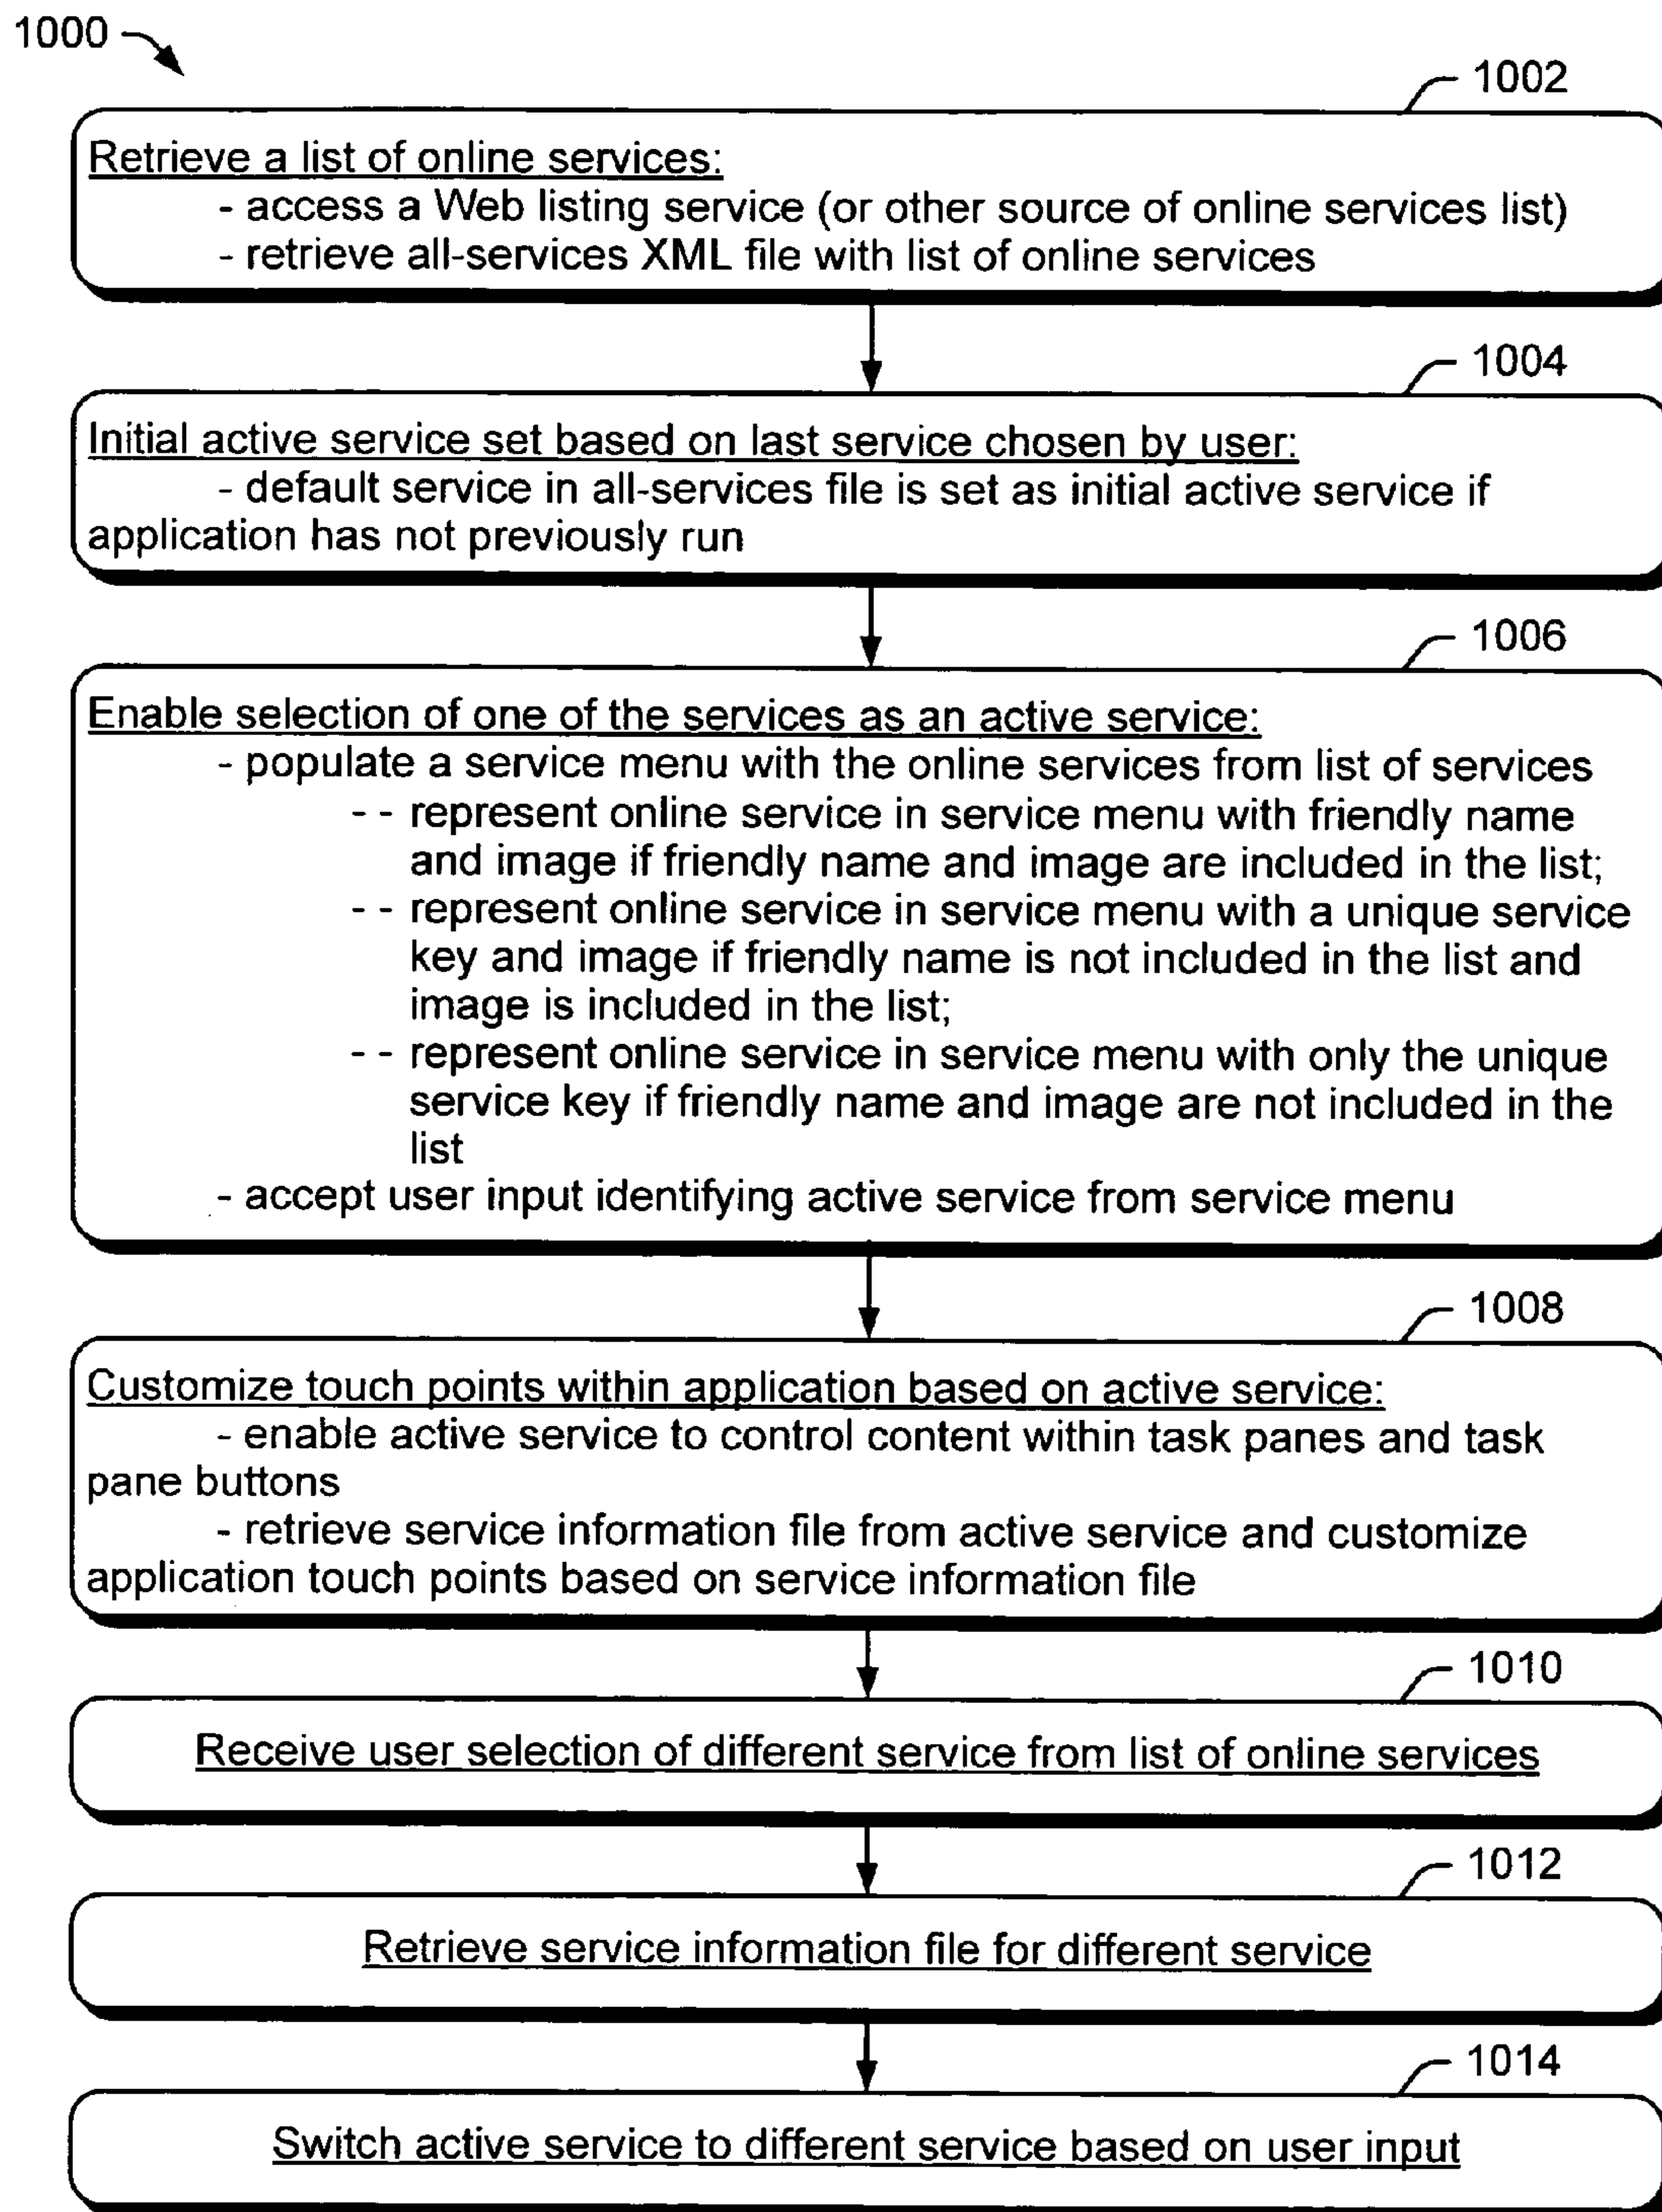 1000
1002
Retrieve a list of online services:
- access a Web listing service (or other source of online services list)
- retrieve all-services XML file with list of online services
1004
Initial active service set based on last service chosen by user:
- default service in all-services file is set as initial active service if
application has not previously run
1006
Enable selection of one of the services as an active service:
- populate a service menu with the online services from list of services
- - represent online service in service menu with friendly name
and image if friendly name and image are included in the list;
- - represent online service in service menu with a unique service
key and image if friendly name is not included in the list and
image is included in the list;
- - represent online service in service menu with only the unique
service key if friendly name and image are not included in the
list
- accept user input identifying active service from service menu
1008
Customize touch points within application based on active service:
- enable active service to control content within task panes and task
pane buttons
- retrieve service information file from active service and customize
application touch points based on service information file
1010
Receive user selection of different service from list of online services
1012
Retrieve service information file for different service
1014
Switch active service to different service based on user input